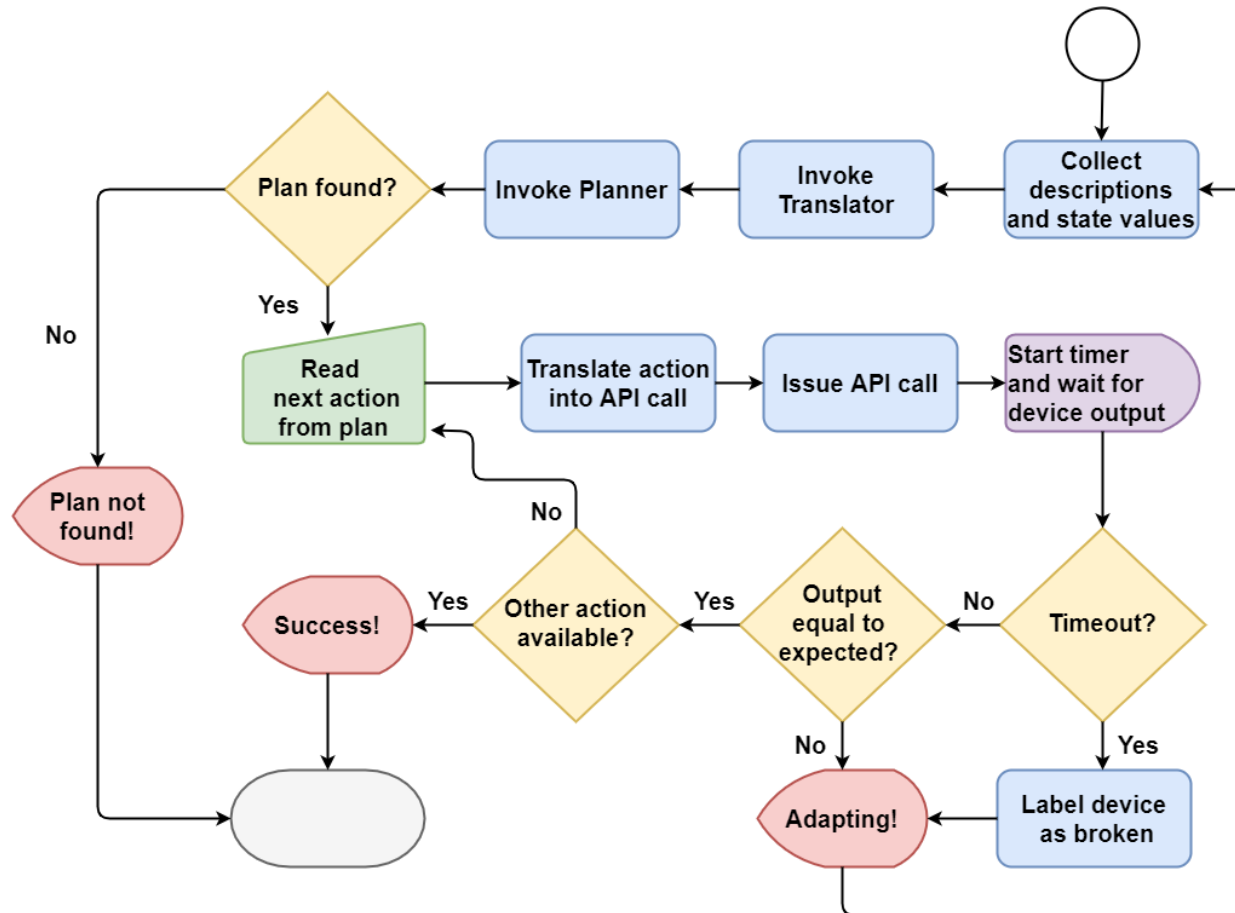 Collect
descriptions
and state values
Invoke
Translator
Invoke Planner
Plan found?
No
Yes
Read
next action
from plan
Translate action
into API call
Issue API call
Start timer
and wait for
device output
Plan not
found!
No
Success!
Yes
Other action
available?
Yes
Output
equal to
expected?
No
Timeout?
No
Yes
Adapting!
Label device
as broken